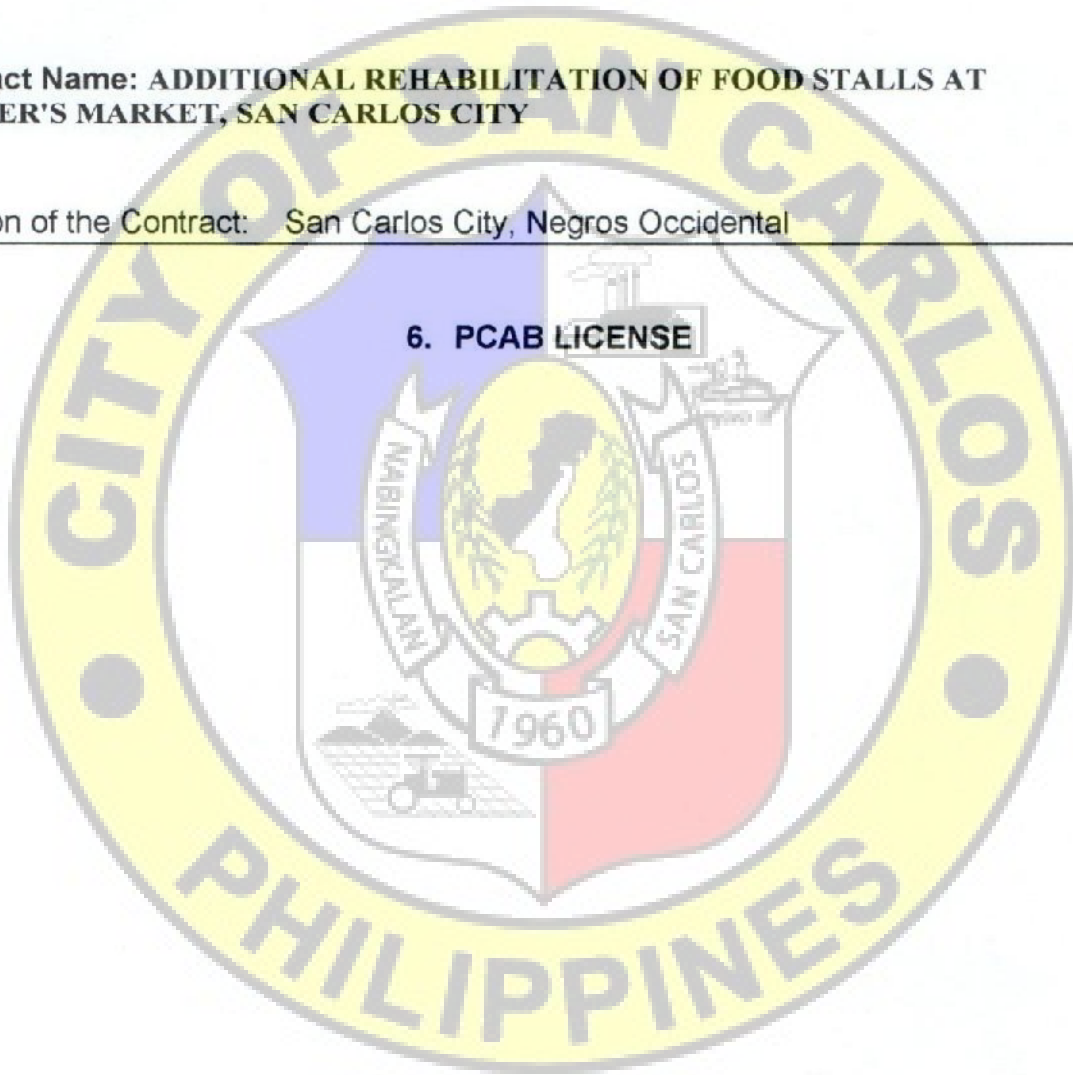 act Name: ADDITIONAL REHABILITATION OF FOOD STALLS AT
ER'S MARKET, SAN CARLOS CITY
on of the Contract: San Carlos City, Negros Occidental
6. PCAB LICENSE
CITY OF SAN CARLOS
NABINGKALAN
SAN CARLOS
1960
PHILIPPINES